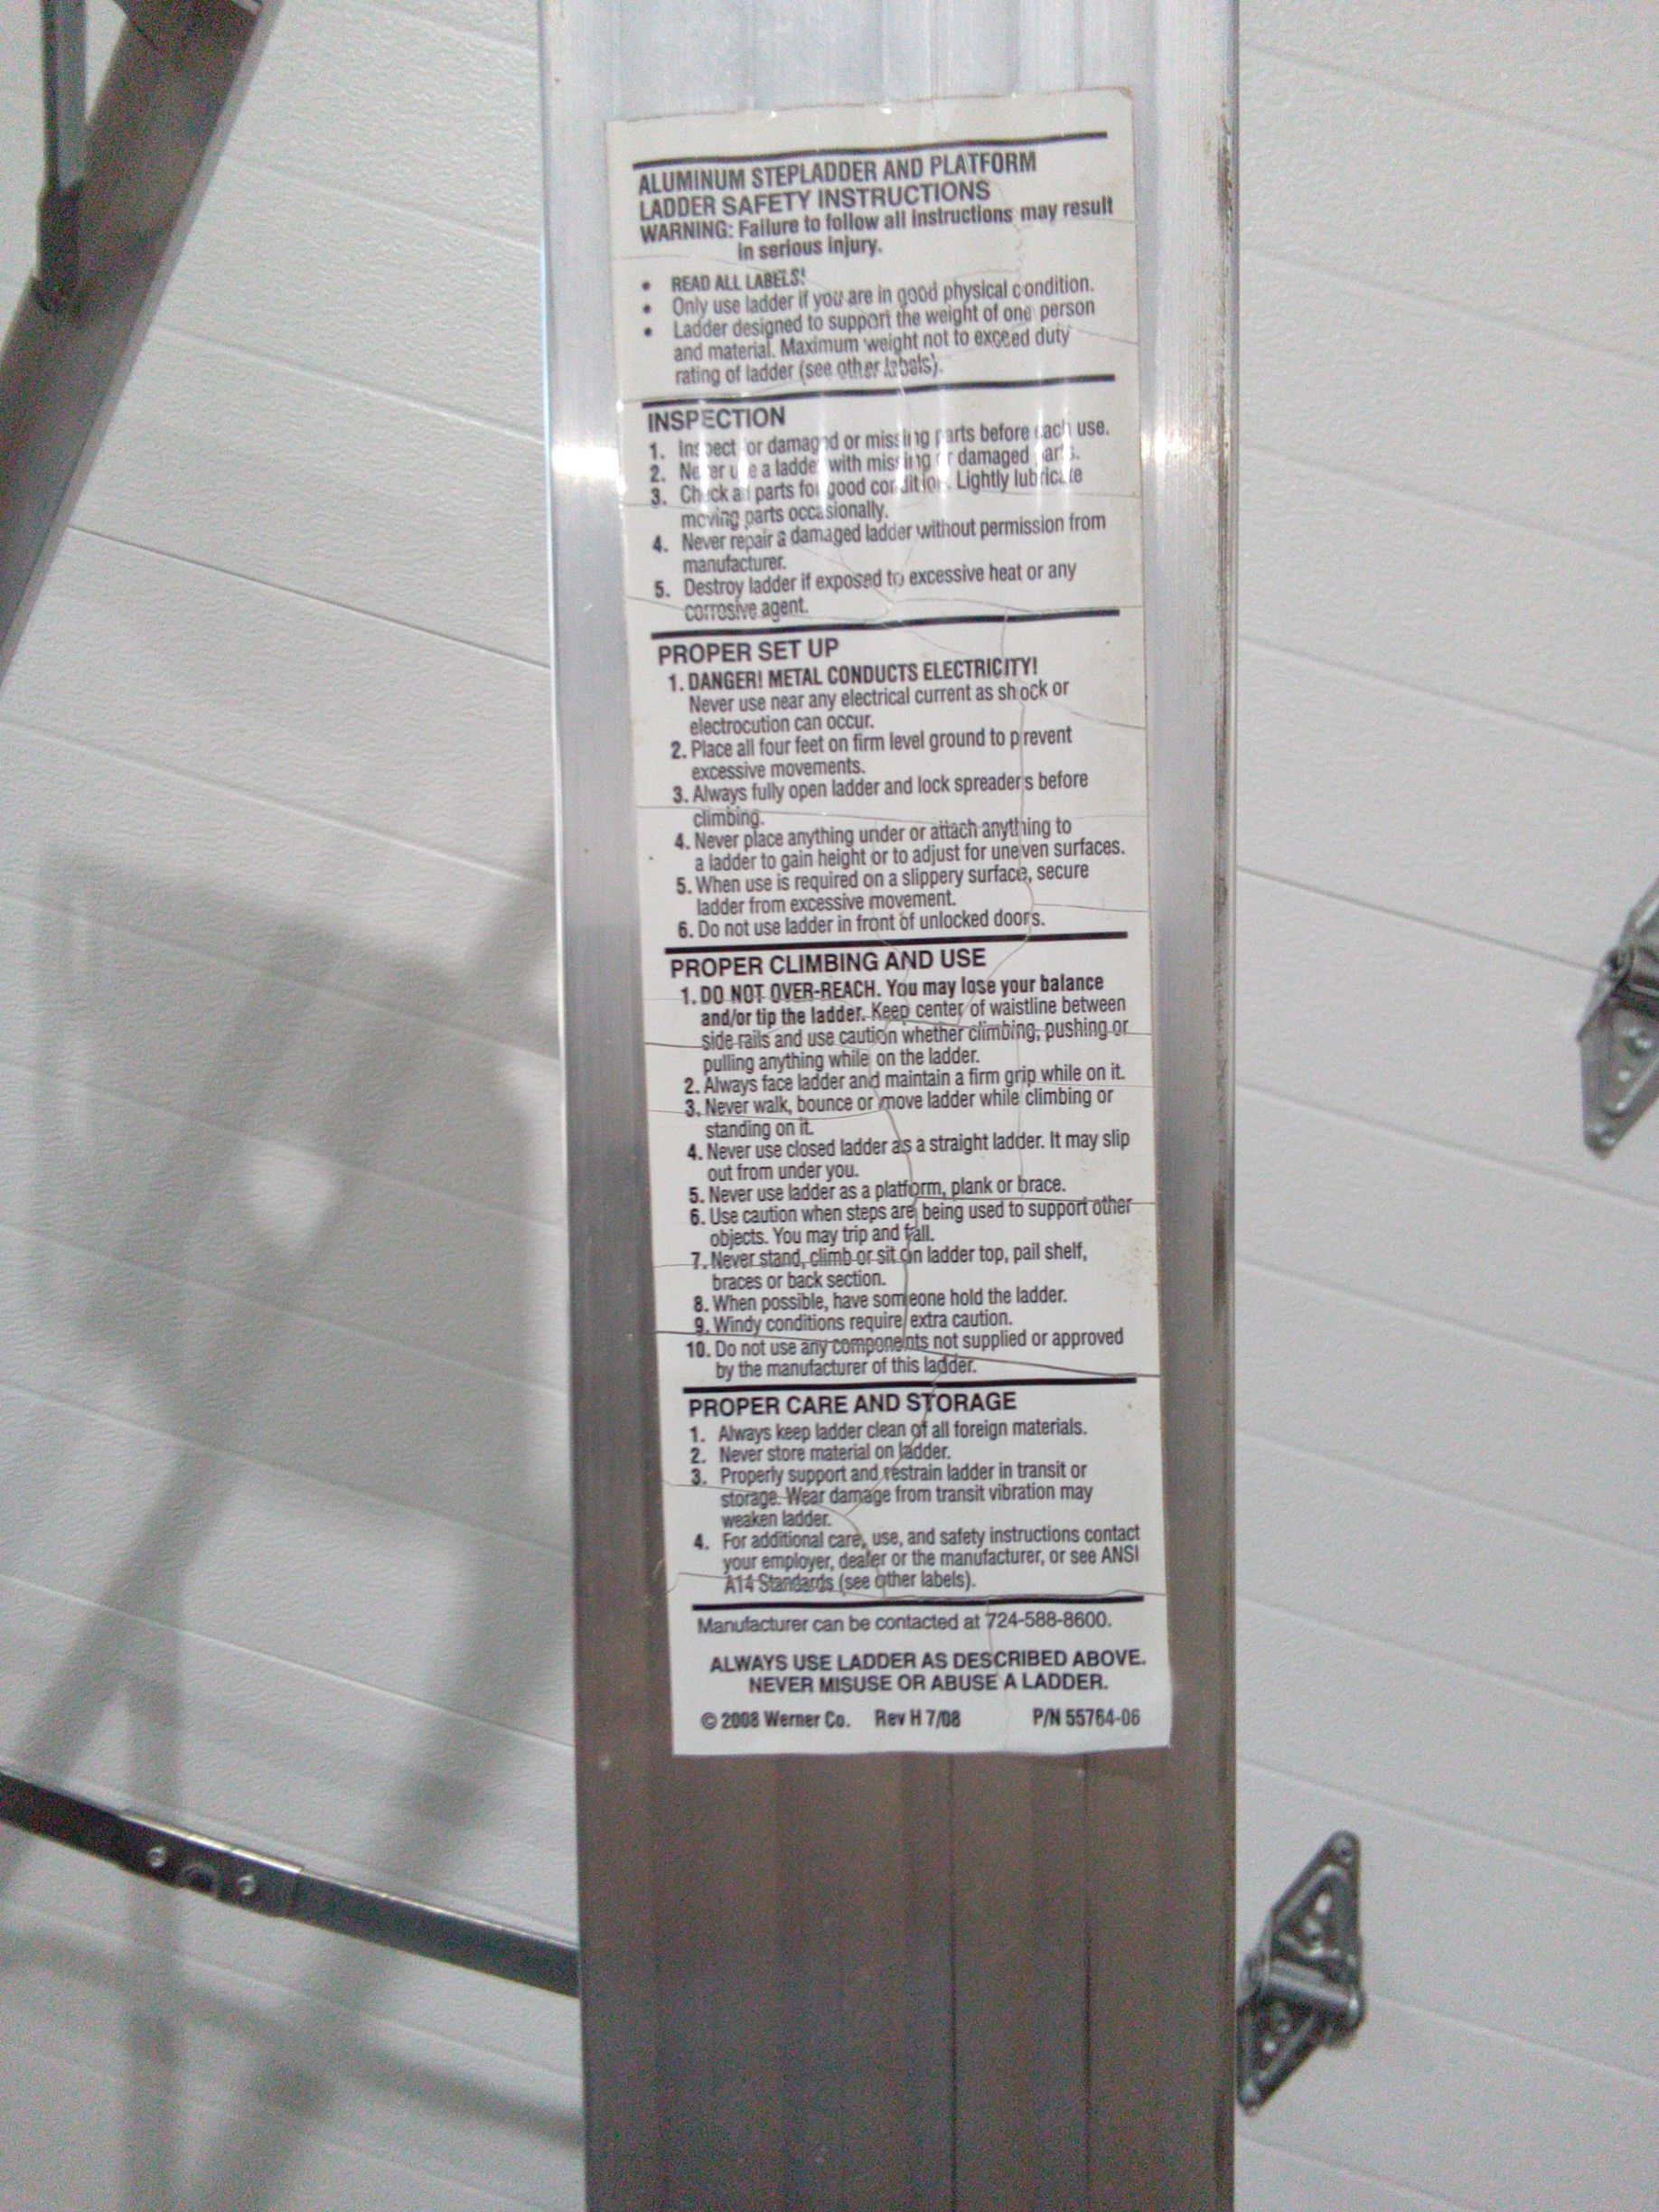 ALUMINUM STEPLADDER AND PLATFORM
LADDER SAFETY INSTRUCTIONS
WARNING: Failure to follow all instructions may result
in serious injury.
• READ ALL LABELS!
• Only use ladder if you are in good physical condition.
• Ladder designed to support the weight of one person
and material. Maximum weight not to exceed duty
rating of ladder (see other labels).
INSPECTION
1. Inspect for damaged or missing parts before each use.
2. Never use a ladder with missing or damaged parts.
3. Check all parts for good condition. Lightly lubricate
moving parts occasionally.
4. Never repair a damaged ladder without permission from
manufacturer.
5. Destroy ladder if exposed to excessive heat or any
corrosive agent.
PROPER SET UP
1. DANGER! METAL CONDUCTS ELECTRICITY!
Never use near any electrical current as shock or
electrocution can occur.
2. Place all four feet on firm level ground to prevent
excessive movements.
3. Always fully open ladder and lock spreaders before
climbing.
4. Never place anything under or attach anything to
a ladder to gain height or to adjust for uneven surfaces.
5. When use is required on a slippery surface, secure
ladder from excessive movement.
6. Do not use ladder in front of unlocked doors.
PROPER CLIMBING AND USE
1. DO NOT OVER-REACH. You may lose your balance
and/or tip the ladder. Keep center of waistline between
side rails and use caution whether climbing, pushing or
pulling anything while on the ladder.
2. Always face ladder and maintain a firm grip while on it.
3. Never walk, bounce or move ladder while climbing or
standing on it.
4. Never use closed ladder as a straight ladder. It may slip
out from under you.
5. Never use ladder as a platform, plank or brace.
6. Use caution when steps are being used to support other
objects. You may trip and fall.
7. Never stand, climb or sit on ladder top, pail shelf,
braces or back section.
8. When possible, have someone hold the ladder.
9. Windy conditions require extra caution.
10. Do not use any components not supplied or approved
by the manufacturer of this ladder.
PROPER CARE AND STORAGE
1. Always keep ladder clean of all foreign materials.
2. Never store material on ladder.
3. Properly support and restrain ladder in transit or
storage. Wear damage from transit vibration may
weaken ladder.
4. For additional care, use, and safety instructions contact
your employer, dealer or the manufacturer, or see ANSI
A14 Standards (see other labels).
Manufacturer can be contacted at 724-588-8600.
ALWAYS USE LADDER AS DESCRIBED ABOVE.
NEVER MISUSE OR ABUSE A LADDER.
© 2008 Werner Co. Rev H 7/08 P/N 55764-06